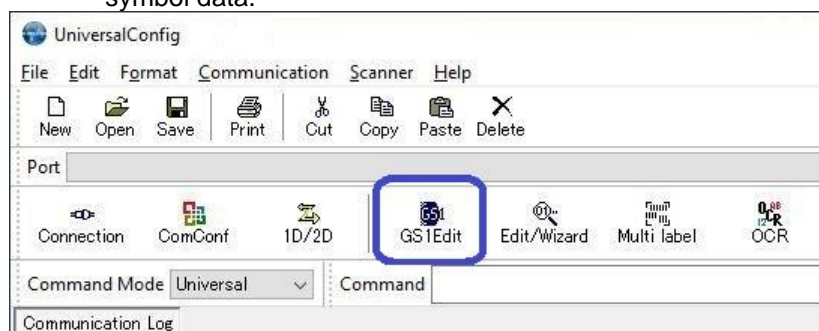 symbol data.
UniversalConfig
File Edit Format Communication Scanner Help
New Open Save Print Cut Copy Paste Delete
Port
GS1
Connection ComConf 1D/2D GS1Edit Edit/Wizard Multi label OCR
Command Mode Universal Command
Communication Log